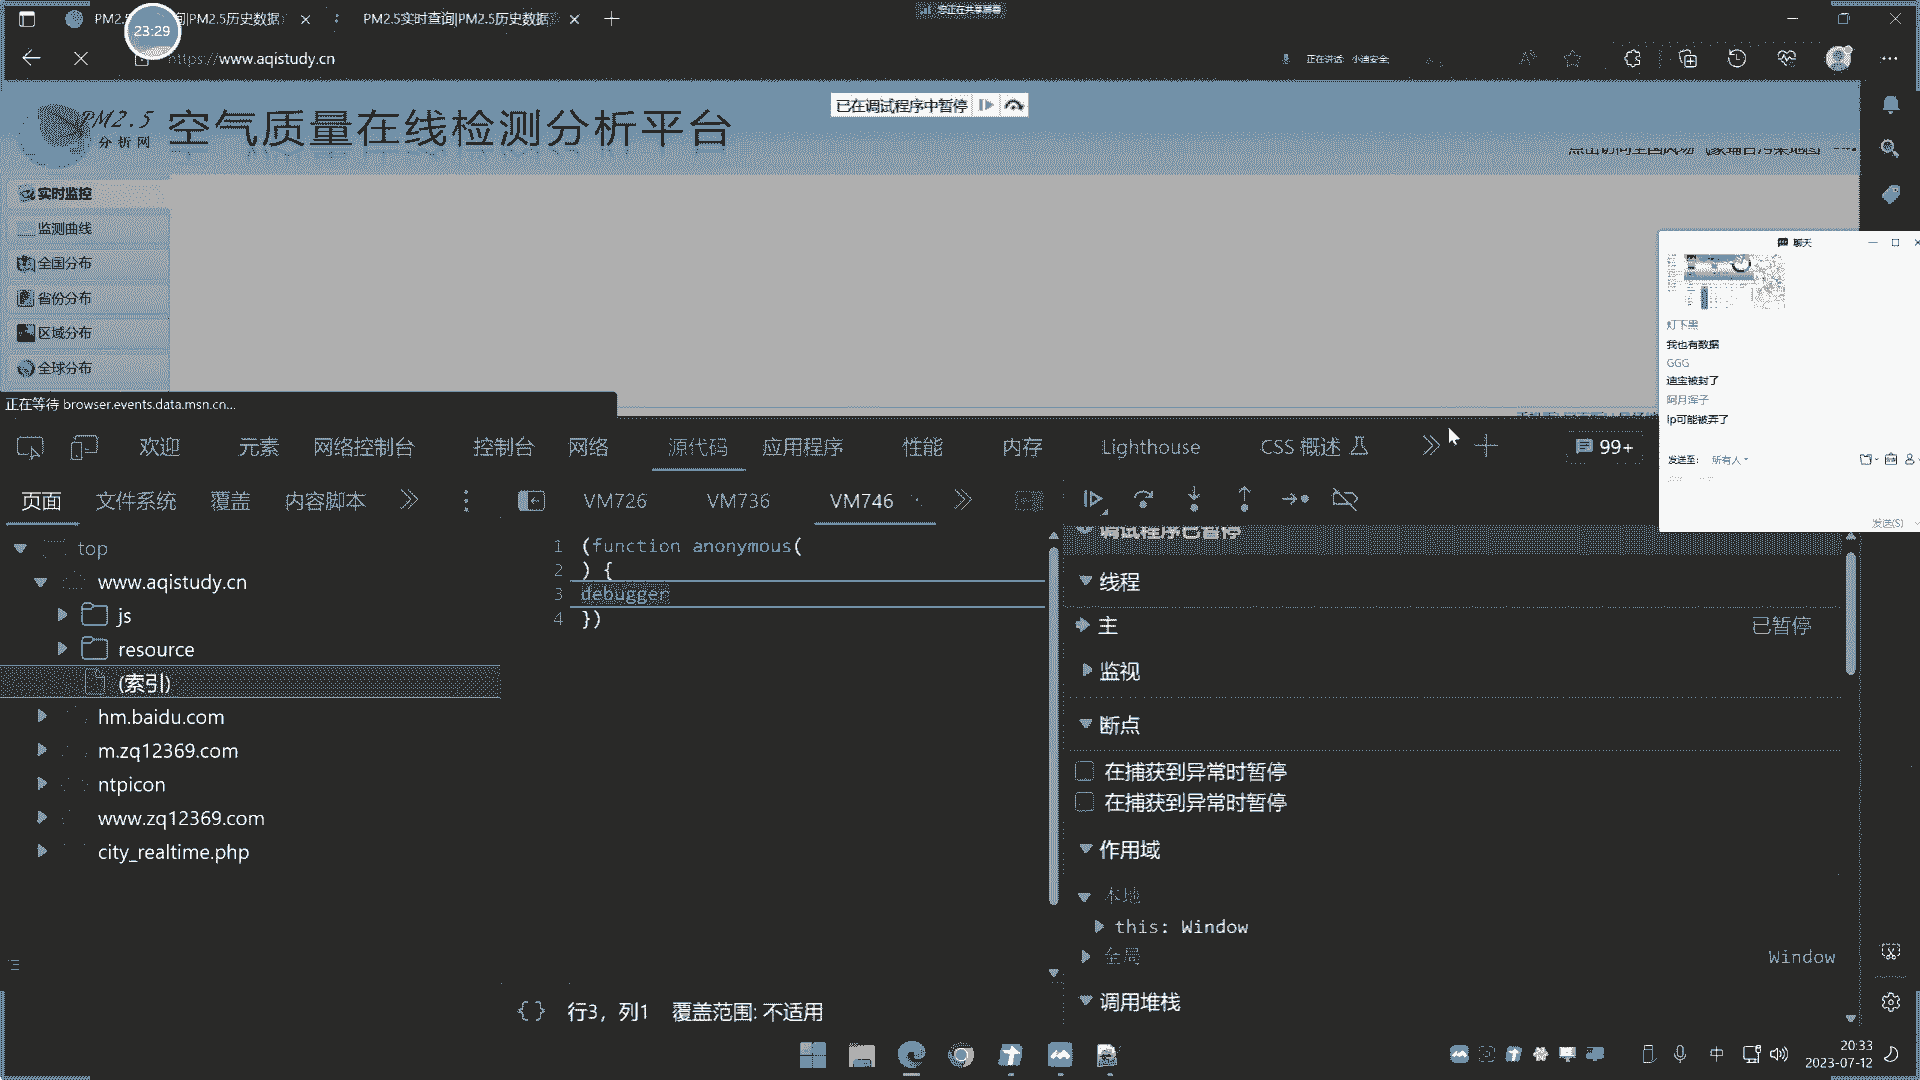 PM2.5
问|PM2.5历史数据
PM2.5实时查询|PM2.5历史数据
23:29
https://www.aqistudy.cn
正在讲话: 小迪安全;
PM2.5
分析网
空气质量在线检测分析平台
已在调试程序中暂停
实时监控
监测曲线
全国分布
省份分布
区域分布
全球分布
正在等待 browser.events.data.msn.cn...
聊天
灯下黑
我也有数据
GGG
迪宝被封了
阿月浑子
ip可能被弄了
发送至: 所有人
发送(S)
欢迎
元素
网络控制台
控制台
网络
源代码
应用程序
性能
内存
Lighthouse
CSS 概述
99+
页面
文件系统
覆盖
内容脚本
VM726
VM736
VM746
top
www.aqistudy.cn
js
resource
(索引)
hm.baidu.com
m.zq12369.com
ntpicon
www.zq12369.com
city_realtime.php
1 (function anonymous(
2 ) {
3 debugger
4 })
{} 行3，列1 覆盖范围: 不适用
调试程序已暂停
线程
主 已暂停
监视
断点
在捕获到异常时暂停
在捕获到异常时暂停
作用域
本地
this: Window
全局 Window
调用堆栈
中
20:33
2023-07-12